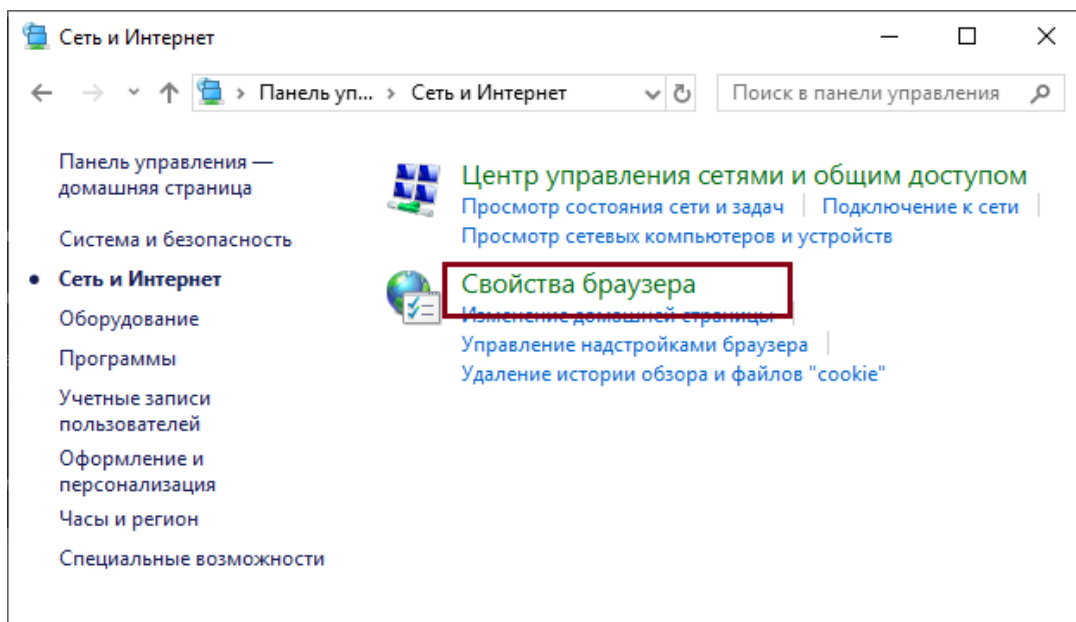 Сеть и Интернет
Панель уп... › Сеть и Интернет
Поиск в панели управления
Панель управления —
домашняя страница
Система и безопасность
Сеть и Интернет
Оборудование
Программы
Учетные записи
пользователей
Оформление и
персонализация
Часы и регион
Специальные возможности
Центр управления сетями и общим доступом
Просмотр состояния сети и задач
Подключение к сети
Просмотр сетевых компьютеров и устройств
Свойства браузера
Изменение домашней страницы
Управление надстройками браузера
Удаление истории обзора и файлов "cookie"